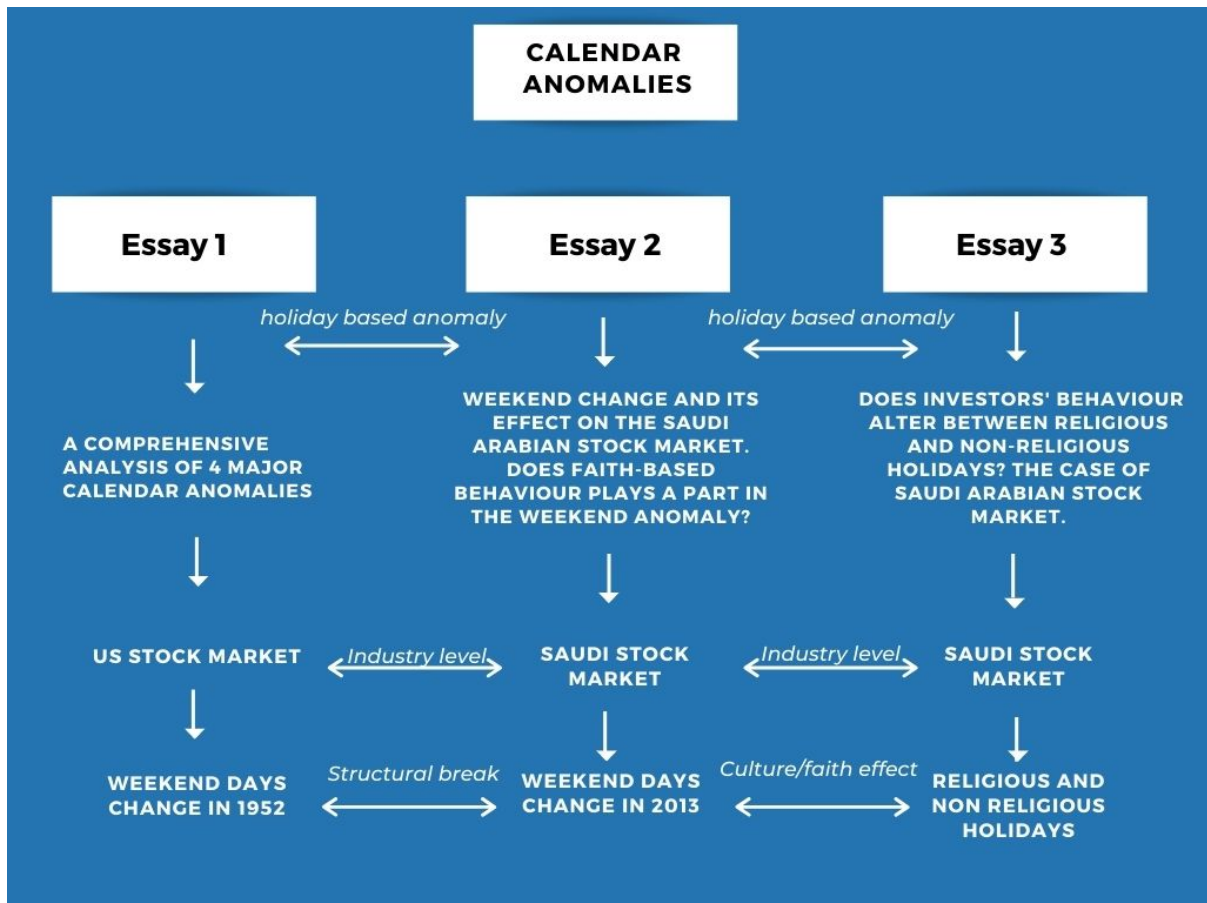 CALENDAR
ANOMALIES
Essay 1
Essay 2
Essay 3
holiday based anomaly
holiday based anomaly
A COMPREHENSIVE
ANALYSIS OF 4 MAJOR
CALENDAR ANOMALIES
WEEKEND CHANGE AND ITS
EFFECT ON THE SAUDI
ARABIAN STOCK MARKET.
DOES FAITH-BASED
BEHAVIOUR PLAYS A PART IN
THE WEEKEND ANOMALY?
DOES INVESTORS' BEHAVIOUR
ALTER BETWEEN RELIGIOUS
AND NON-RELIGIOUS
HOLIDAYS? THE CASE OF
SAUDI ARABIAN STOCK
MARKET.
US STOCK MARKET
Industry level
SAUDI STOCK
MARKET
Industry level
SAUDI STOCK
MARKET
WEEKEND DAYS
CHANGE IN 1952
Structural break
WEEKEND DAYS
CHANGE IN 2013
Culture/faith effect
RELIGIOUS AND
NON RELIGIOUS
HOLIDAYS